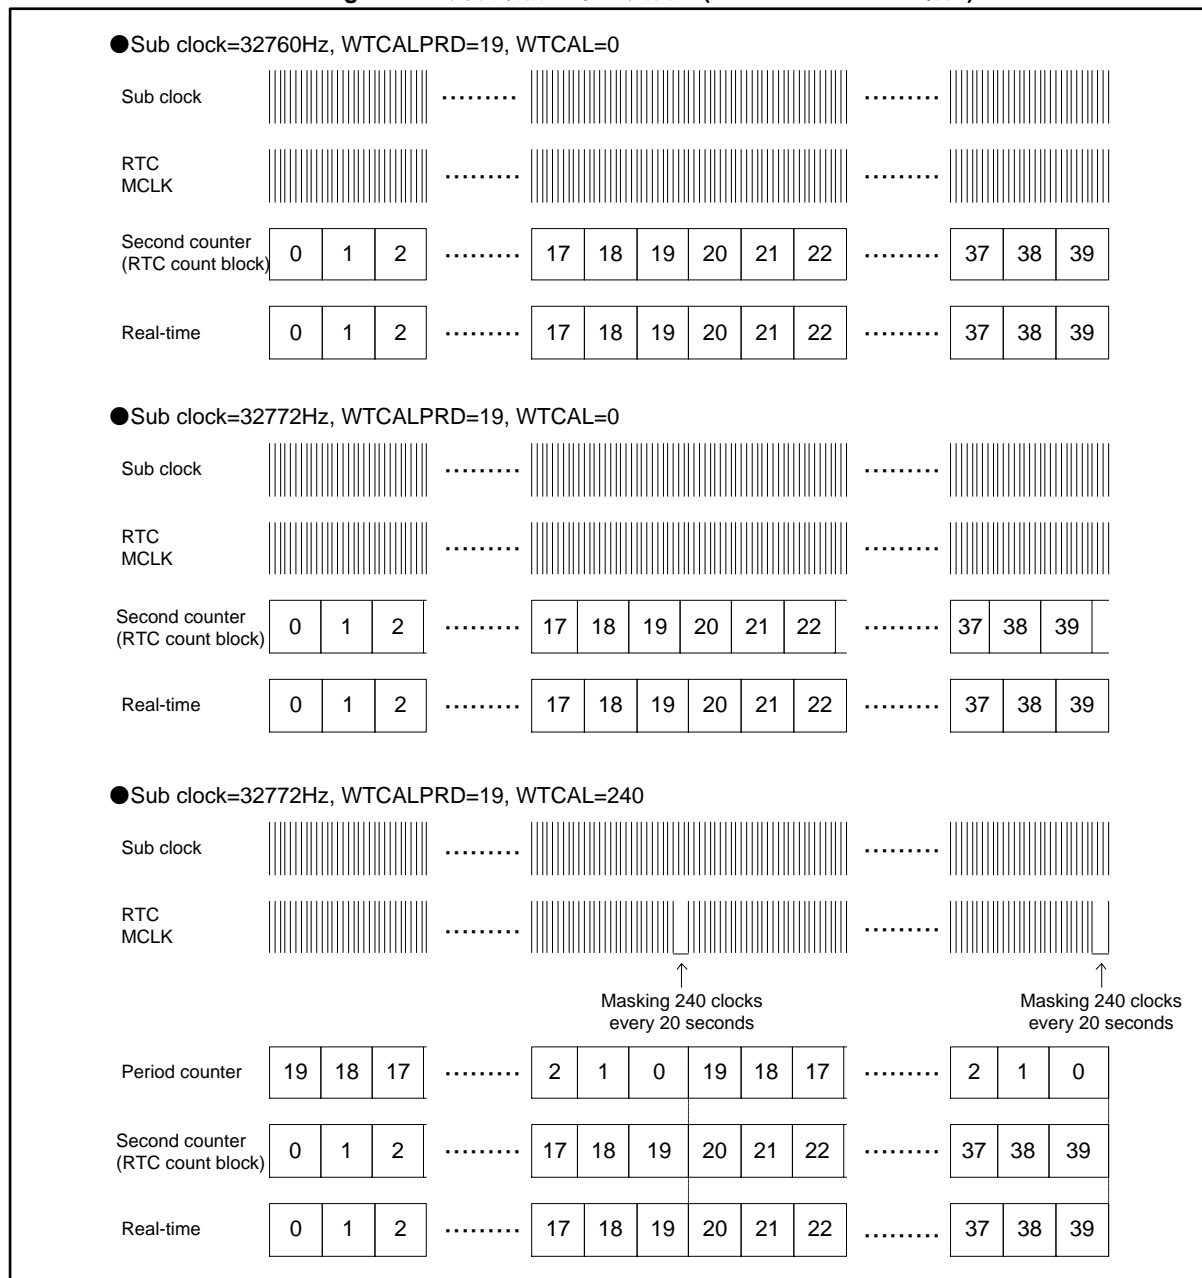 ●Sub clock=32760Hz, WTCALPRD=19, WTCAL=0
Sub clock ......... .........
RTC
MCLK ......... .........
Second counter
(RTC count block) 0 1 2 ......... 17 18 19 20 21 22 ......... 37 38 39
Real-time 0 1 2 ......... 17 18 19 20 21 22 ......... 37 38 39
●Sub clock=32772Hz, WTCALPRD=19, WTCAL=0
Sub clock ......... .........
RTC
MCLK ......... .........
Second counter
(RTC count block) 0 1 2 ......... 17 18 19 20 21 22 ......... 37 38 39
Real-time 0 1 2 ......... 17 18 19 20 21 22 ......... 37 38 39
●Sub clock=32772Hz, WTCALPRD=19, WTCAL=240
Sub clock ......... .........
RTC
MCLK ......... .........
Masking 240 clocks
every 20 seconds
Masking 240 clocks
every 20 seconds
Period counter 19 18 17 ......... 2 1 0 19 18 17 ......... 2 1 0
Second counter
(RTC count block) 0 1 2 ......... 17 18 19 20 21 22 ......... 37 38 39
Real-time 0 1 2 ......... 17 18 19 20 21 22 ......... 37 38 39